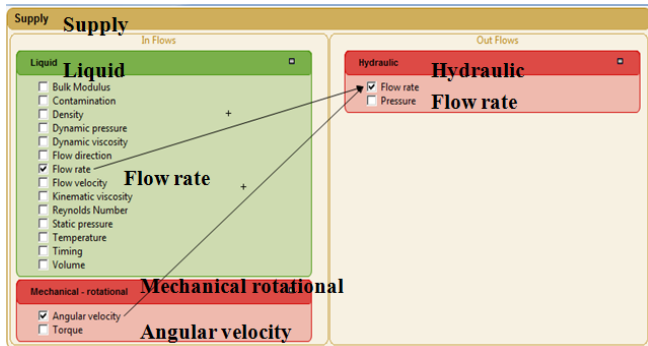 Supply
Supply
In Flows
Out Flows
Liquid
Liquid
Bulk Modulus
Contamination
Density
Dynamic pressure
Dynamic viscosity
Flow direction
Flow rate
Flow rate
Flow velocity
Kinematic viscosity
Reynolds Number
Static pressure
Temperature
Timing
Volume
Mechanical - rotational
Mechanical rotational
Angular velocity
Torque
Angular velocity
Hydraulic
Hydraulic
Flow rate
Pressure
Flow rate